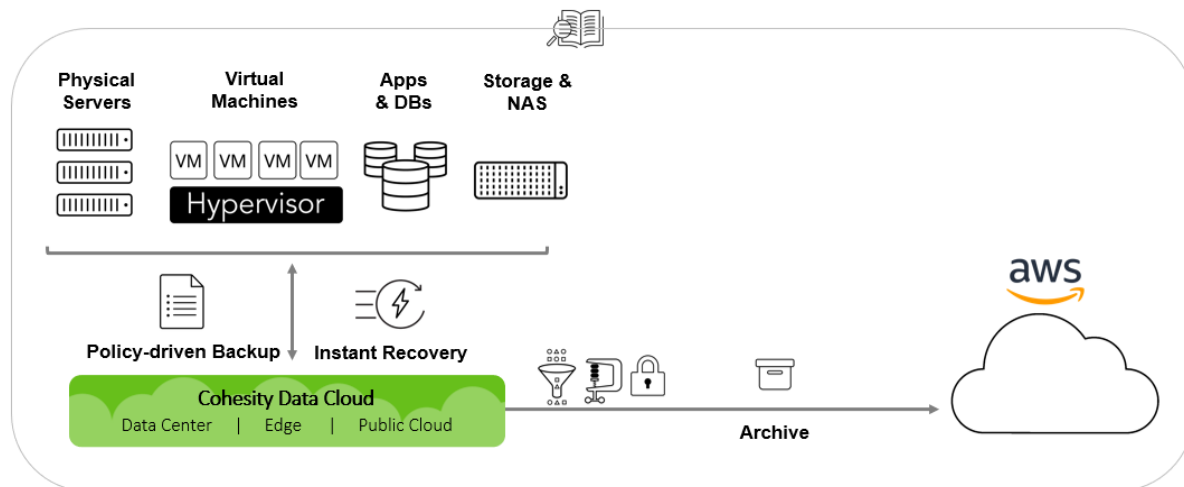 Physical
Servers
Virtual
Machines
Apps
& DBs
Storage &
NAS
VM VM VM VM
Hypervisor
aws
Policy-driven Backup
Instant Recovery
Cohesity Data Cloud
Data Center | Edge | Public Cloud
Archive